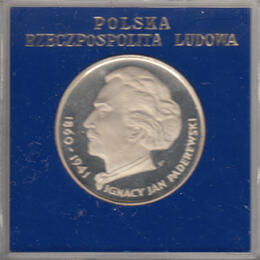 POLSKA
RZECZPOSPOLITA LUDOWA
1860-1941
IGNACY JAN PADEREWSKI